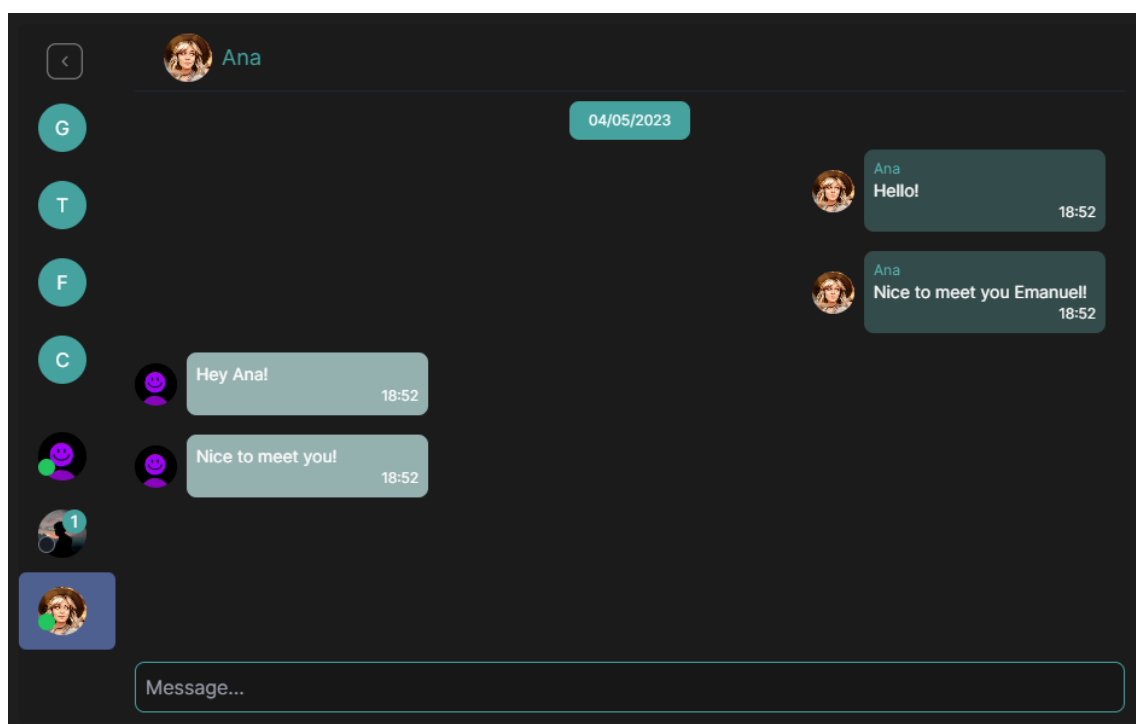 Ana
G
T
F
C
1
04/05/2023
Ana
Hello!
18:52
Ana
Nice to meet you Emanuel!
18:52
Hey Ana!
18:52
Nice to meet you!
18:52
Message...